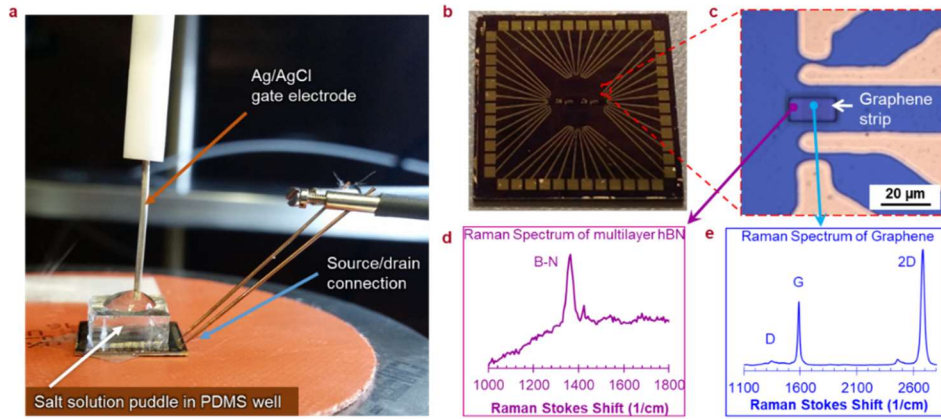 a
Ag/AgCl
gate electrode
Source/drain
connection
Salt solution puddle in PDMS well
b
c
Graphene
strip
20 µm
d
Raman Spectrum of multilayer hBN
B-N
1000 1200 1400 1600 1800
Raman Stokes Shift (1/cm)
e
Raman Spectrum of Graphene
2D
G
D
1100 1600 2100 2600
Raman Stokes Shift (1/cm)